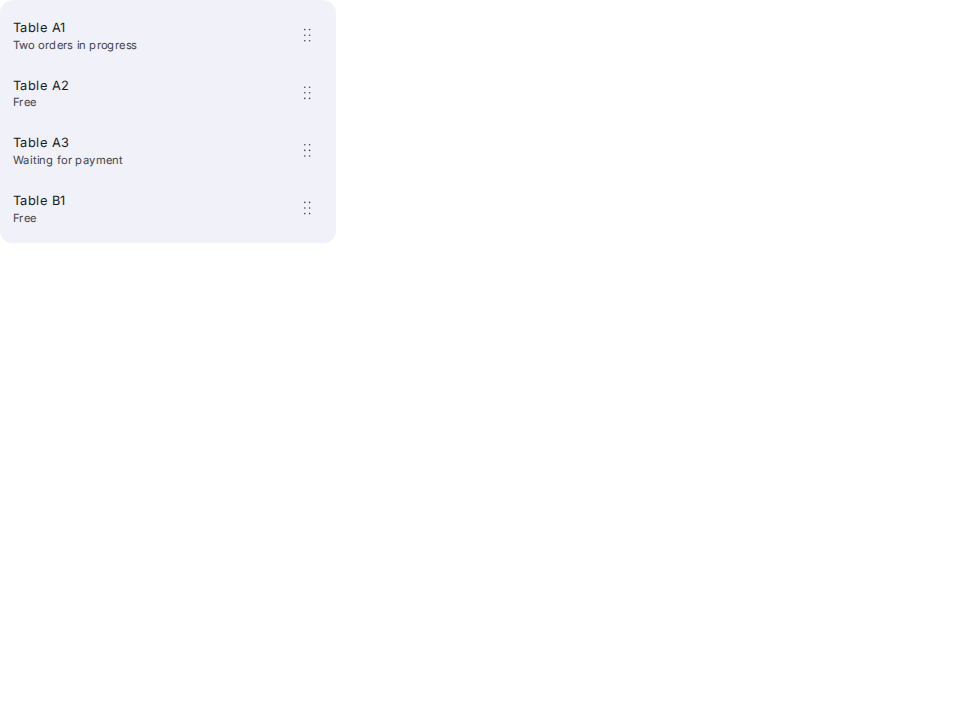 Table A1
Two orders in progress
Table A2
Free
Table A3
Waiting for payment
Table B1
Free